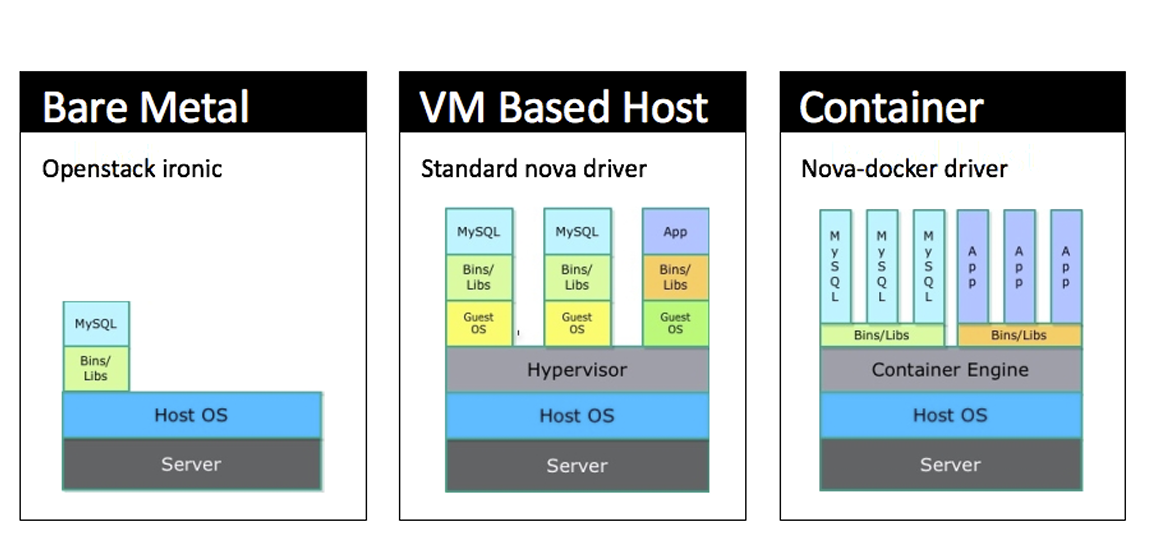 Bare Metal
Openstack ironic
MySQL
Bins/
Libs
Host OS
Server
VM Based Host
Standard nova driver
MySQL
MySQL
App
Bins/
Libs
Bins/
Libs
Bins/
Libs
Guest
OS
Guest
OS
Guest
OS
Hypervisor
Host OS
Server
Container
Nova-docker driver
MySQL
MySQL
MySQL
App
App
App
Bins/Libs
Bins/Libs
Container Engine
Host OS
Server